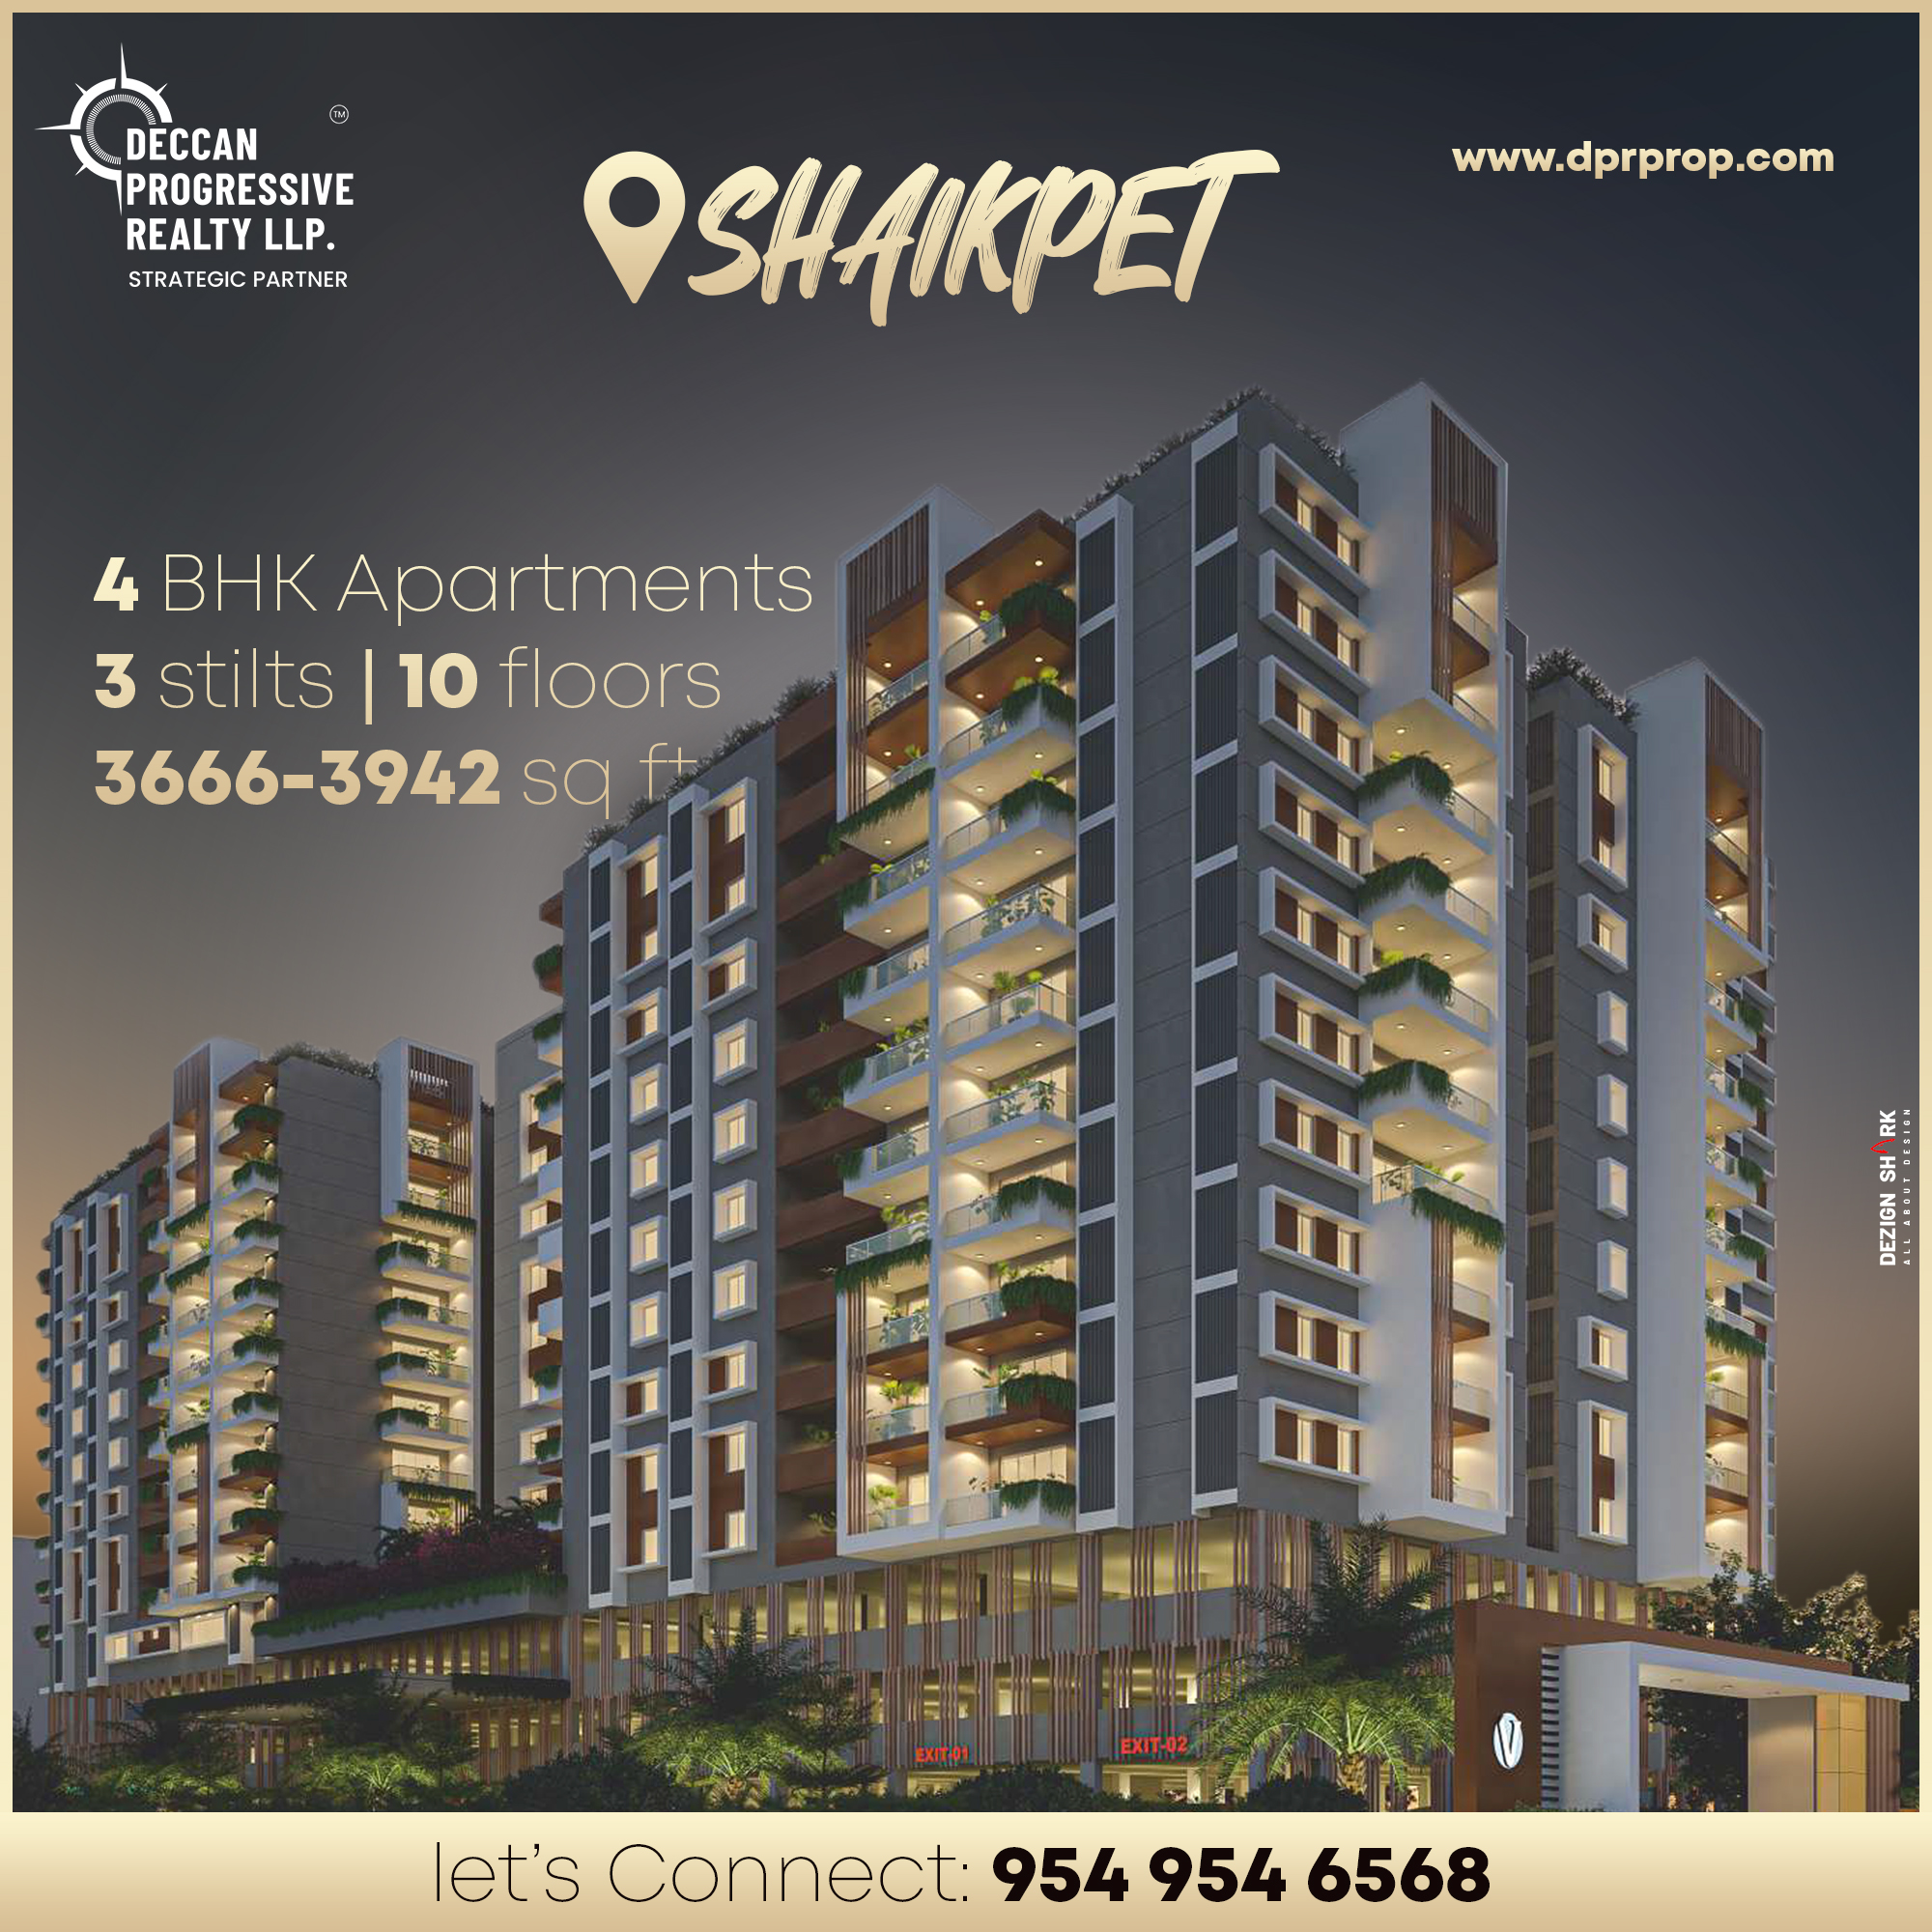 DECCAN
PROGRESSIVE
REALTY LLP.
TM
STRATEGIC PARTNER
SHAIKPET
www.dprprop.com
4 BHK Apartments
3 stilts | 10 floors
3666-3942 sq ft
DEZIGN SHARK
ALL ABOUT DESIGN
EXIT-01
EXIT-02
let's Connect: 954 954 6568